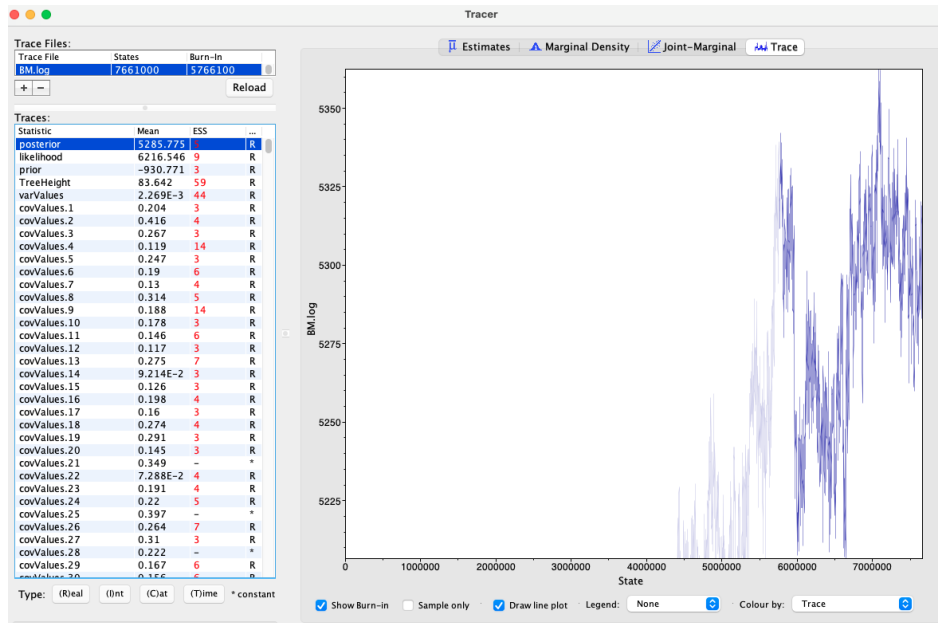 Tracer
Trace Files:
Trace File States Burn-In
BM.log 7661000 5766100
+ − Reload
Traces:
Statistic Mean ESS ...
posterior 5285.775 R
likelihood 6216.546 9 R
prior -930.771 3 R
TreeHeight 83.642 59 R
varValues 2.269E-3 44 R
covValues.1 0.204 3 R
covValues.2 0.416 4 R
covValues.3 0.267 3 R
covValues.4 0.119 14 R
covValues.5 0.247 3 R
covValues.6 0.19 6 R
covValues.7 0.13 4 R
covValues.8 0.314 5 R
covValues.9 0.188 14 R
covValues.10 0.178 3 R
covValues.11 0.146 6 R
covValues.12 0.117 3 R
covValues.13 0.275 7 R
covValues.14 9.214E-2 3 R
covValues.15 0.126 3 R
covValues.16 0.198 4 R
covValues.17 0.16 3 R
covValues.18 0.274 4 R
covValues.19 0.291 3 R
covValues.20 0.145 3 R
covValues.21 0.349 - *
covValues.22 7.288E-2 4 R
covValues.23 0.191 4 R
covValues.24 0.22 5 R
covValues.25 0.397 - *
covValues.26 0.264 7 R
covValues.27 0.31 3 R
covValues.28 0.222 - *
covValues.29 0.167 6 R
covValues.30 0.156 6 R
Type: (R)eal (I)nt (C)at (T)ime * constant
Estimates Marginal Density Joint-Marginal Trace
5350
5325
5300
5275
5250
5225
BM.log
0 1000000 2000000 3000000 4000000 5000000 6000000 7000000
State
Show Burn-in Sample only Draw line plot Legend: None Colour by: Trace